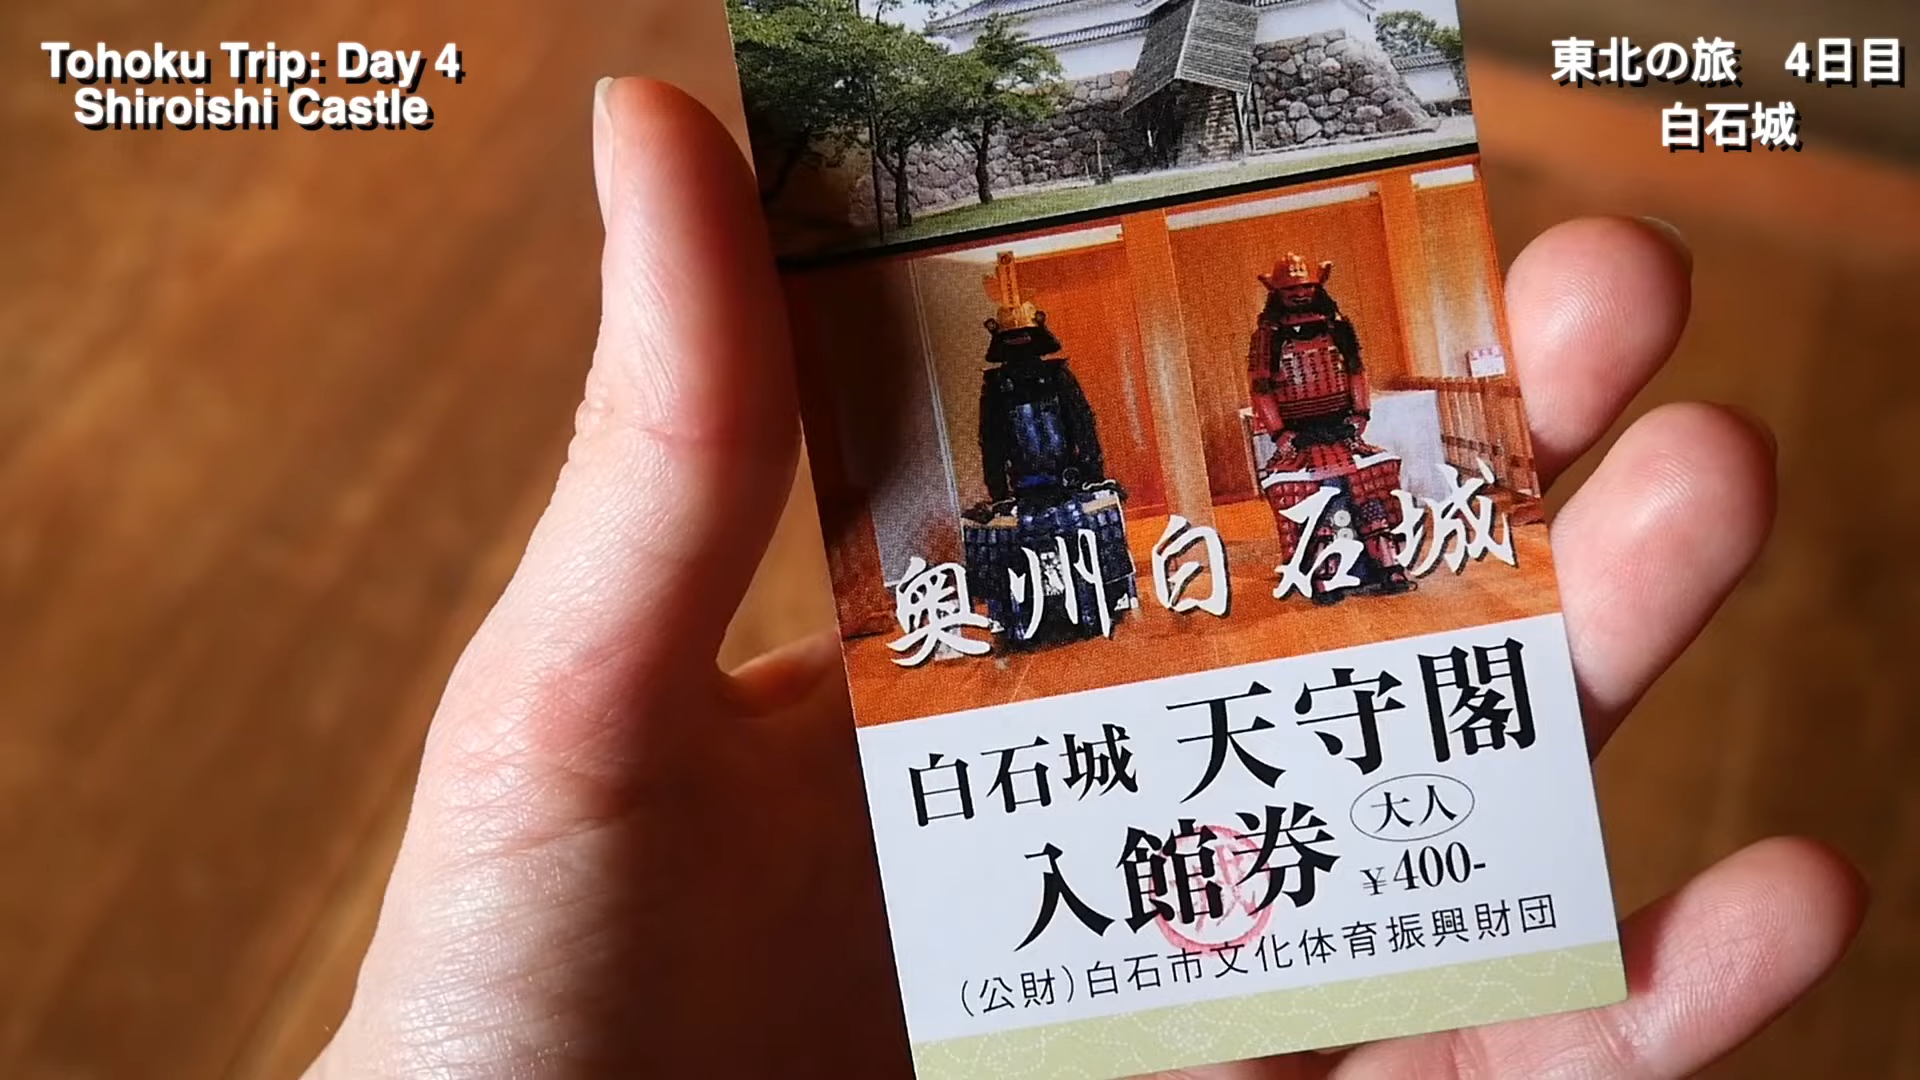 Tohoku Trip: Day 4
Shiroishi Castle
東北の旅　4日目
白石城
奥州白石城
白石城 天守閣
入館券 大人
¥400-
(公財)白石市文化体育振興財団